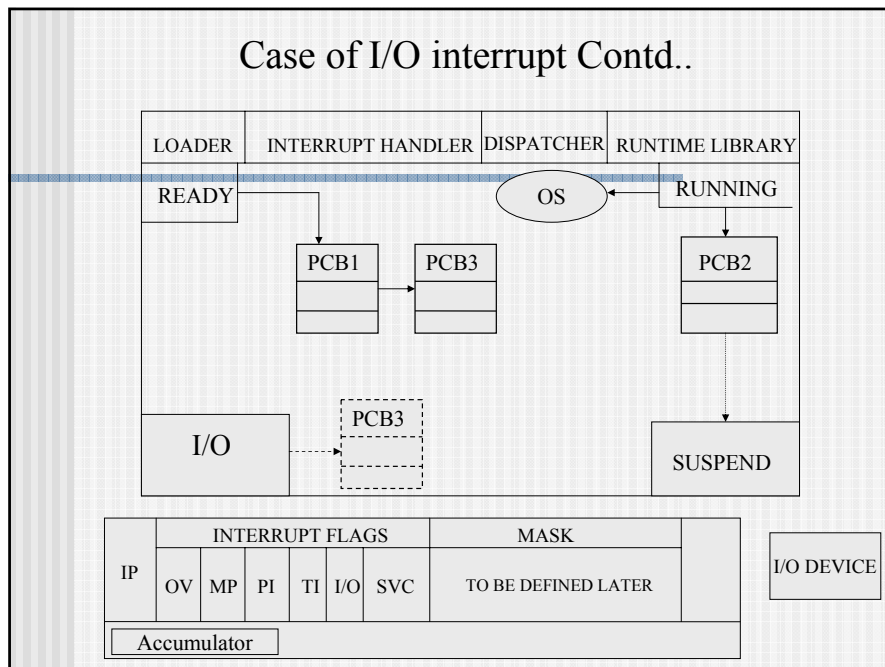 Case of I/O interrupt Contd..
LOADER
INTERRUPT HANDLER
DISPATCHER
RUNTIME LIBRARY
READY
OS
RUNNING
PCB1
PCB3
PCB2
I/O
PCB3
SUSPEND
IP
INTERRUPT FLAGS
MASK
OV
MP
PI
TI
I/O
SVC
TO BE DEFINED LATER
I/O DEVICE
Accumulator